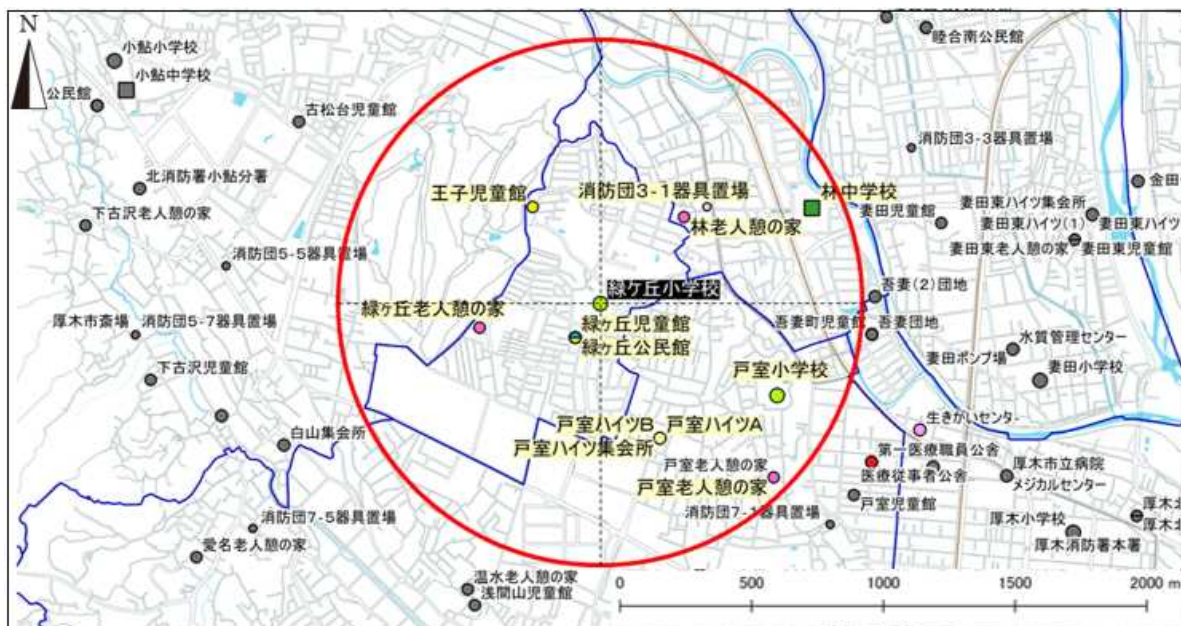 N
小鮎小学校
小鮎中学校
公民館
古松台児童館
睦合南公民館
消防団3-3器具置場
北消防署小鮎分署
王子児童館
消防団3-1器具置場
林中学校
金田
下古沢老人憩の家
林老人憩の家
妻田児童館
妻田東ハイツ集会所
妻田東ハイツ(1)
妻田東ハイツ
妻田東老人憩の家
妻田東児童館
消防団5-5器具置場
緑ケ丘小学校
吾妻(2)団地
緑ヶ丘老人憩の家
厚木市斎場
消防団5-7器具置場
緑ヶ丘児童館
緑ヶ丘公民館
吾妻町児童館
吾妻団地
水質管理センター
妻田ポンプ場
妻田小学校
下古沢児童館
戸室小学校
生きがいセンター
白山集会所
戸室ハイツB
戸室ハイツA
戸室ハイツ集会所
第一医療職員公舎
戸室老人憩の家
戸室老人憩の家
医療従事者公舎
厚木市立病院
メジカルセンター
戸室児童館
消防団7-5器具置場
消防団7-1器具置場
厚木小学校
厚木北
愛名老人憩の家
厚木消防署本署
厚木北
温水老人憩の家
浅間山児童館
0
500
1000
1500
2000 m